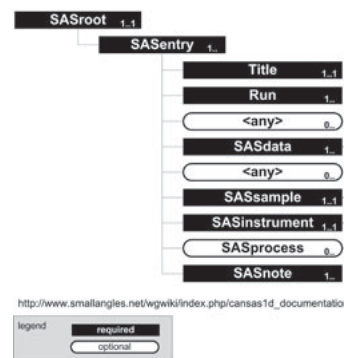 SASroot 1..1
SASentry 1..
Title 1..1
Run 1..
<any> 0..
SASdata 1..
<any> 0..
SASsample 1..1
SASinstrument 1..1
SASprocess 0..
SASnote 1..
http://www.smallangles.net/wgwiki/index.php/cansas1d_documentatio
legend
required
optional